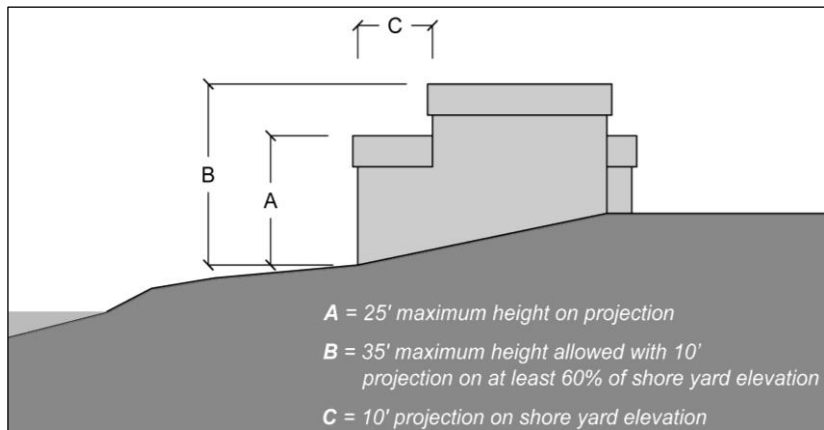 C
B
A
A = 25' maximum height on projection
B = 35' maximum height allowed with 10'
projection on at least 60% of shore yard elevation
C = 10' projection on shore yard elevation